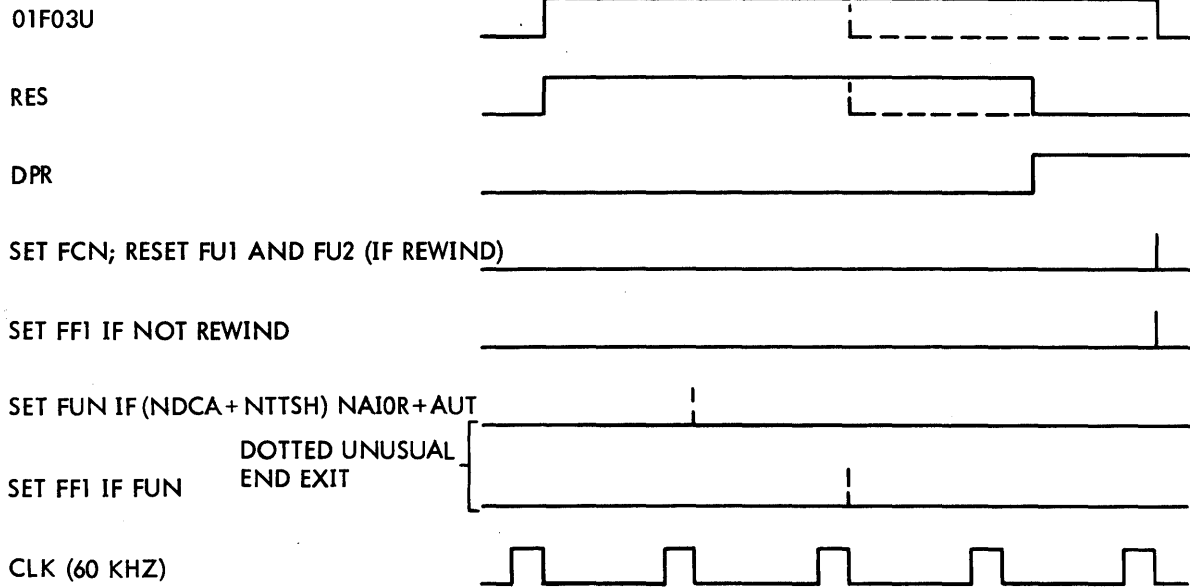 01F03U
RES
DPR
SET FCN; RESET FU1 AND FU2 (IF REWIND)
SET FF1 IF NOT REWIND
SET FUN IF (NDCA+NTTSH) NAI0R+AUT
DOTTED UNUSUAL
END EXIT
SET FF1 IF FUN
CLK (60 KHZ)